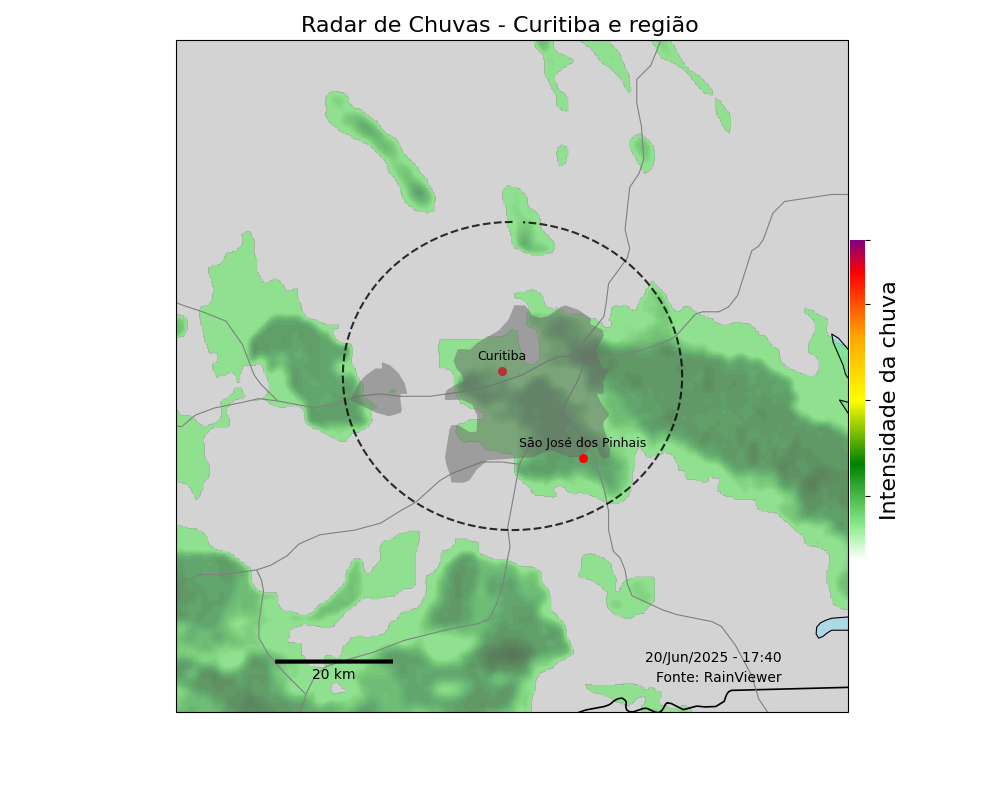 Radar de Chuvas - Curitiba e região
Curitiba
São José dos Pinhais
Intensidade da chuva
20/Jun/2025 - 17:40
Fonte: RainViewer
20 km